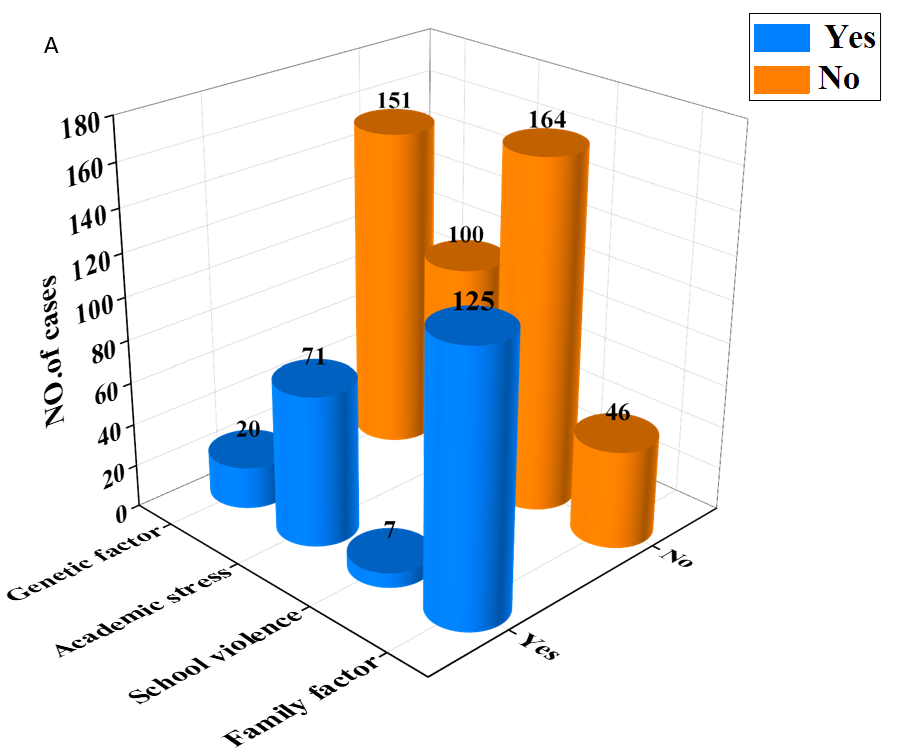 A
Yes
No
180
160
140
120
100
80
60
40
20
0
NO.of cases
151
164
100
125
71
20
7
46
Genetic factor
Academic stress
School violence
Family factor
Yes
No